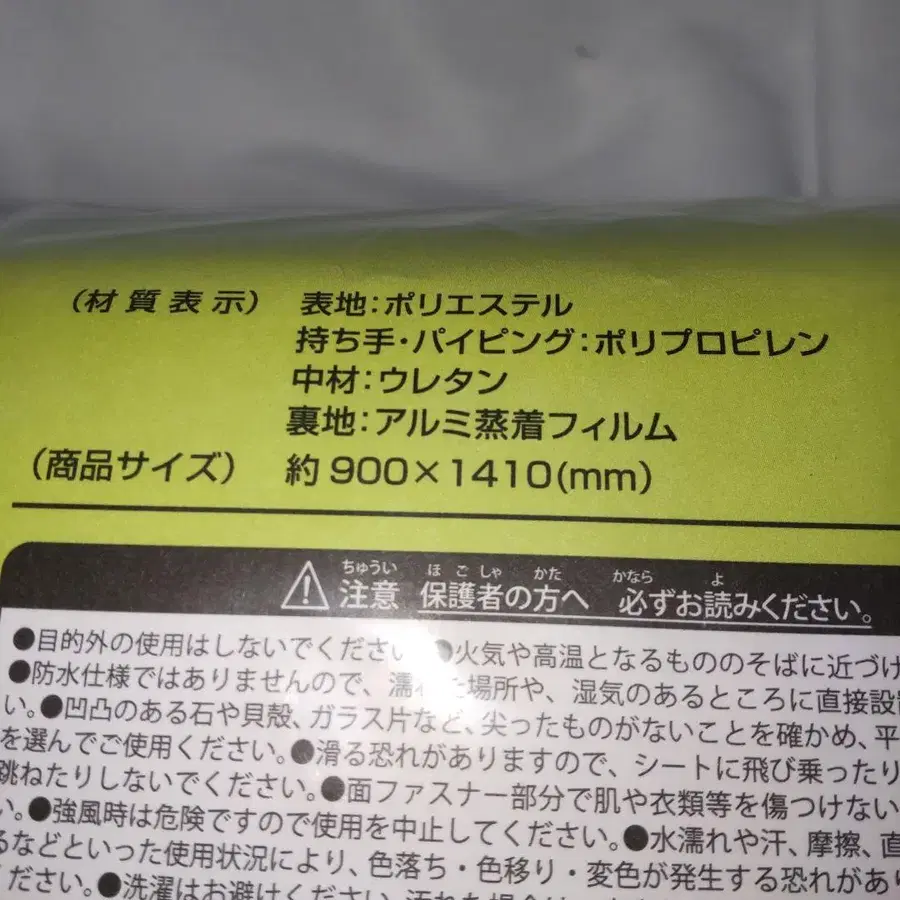 (材質表示) 表地:ポリエステル
持ち手・パイピング:ポリプロピレン
中材:ウレタン
裏地:アルミ蒸着フィルム
(商品サイズ) 約900×1410(mm)
ちゅうい ほごしゃ かた かなら よ
注意 保護者の方へ 必ずお読みください。
●目的外の使用はしないでください ●火気や高温となるもののそばに近づけ
●防水仕様ではありませんので、濡れた場所や、湿気のあるところに直接設置
い。●凹凸のある石や貝殻、ガラス片など、尖ったものがないことを確かめ、平
を選んでご使用ください。●滑る恐れがありますので、シートに飛び乗ったり
跳ねたりしないでください。●面ファスナー部分で肌や衣類等を傷つけない
い。●強風時は危険ですので使用を中止してください。●水濡れや汗、摩擦、直
るなどといった使用状況により、色落ち・色移り・変色が発生する恐れがあり
ください。●洗濯はお避けください。汚れた場合は